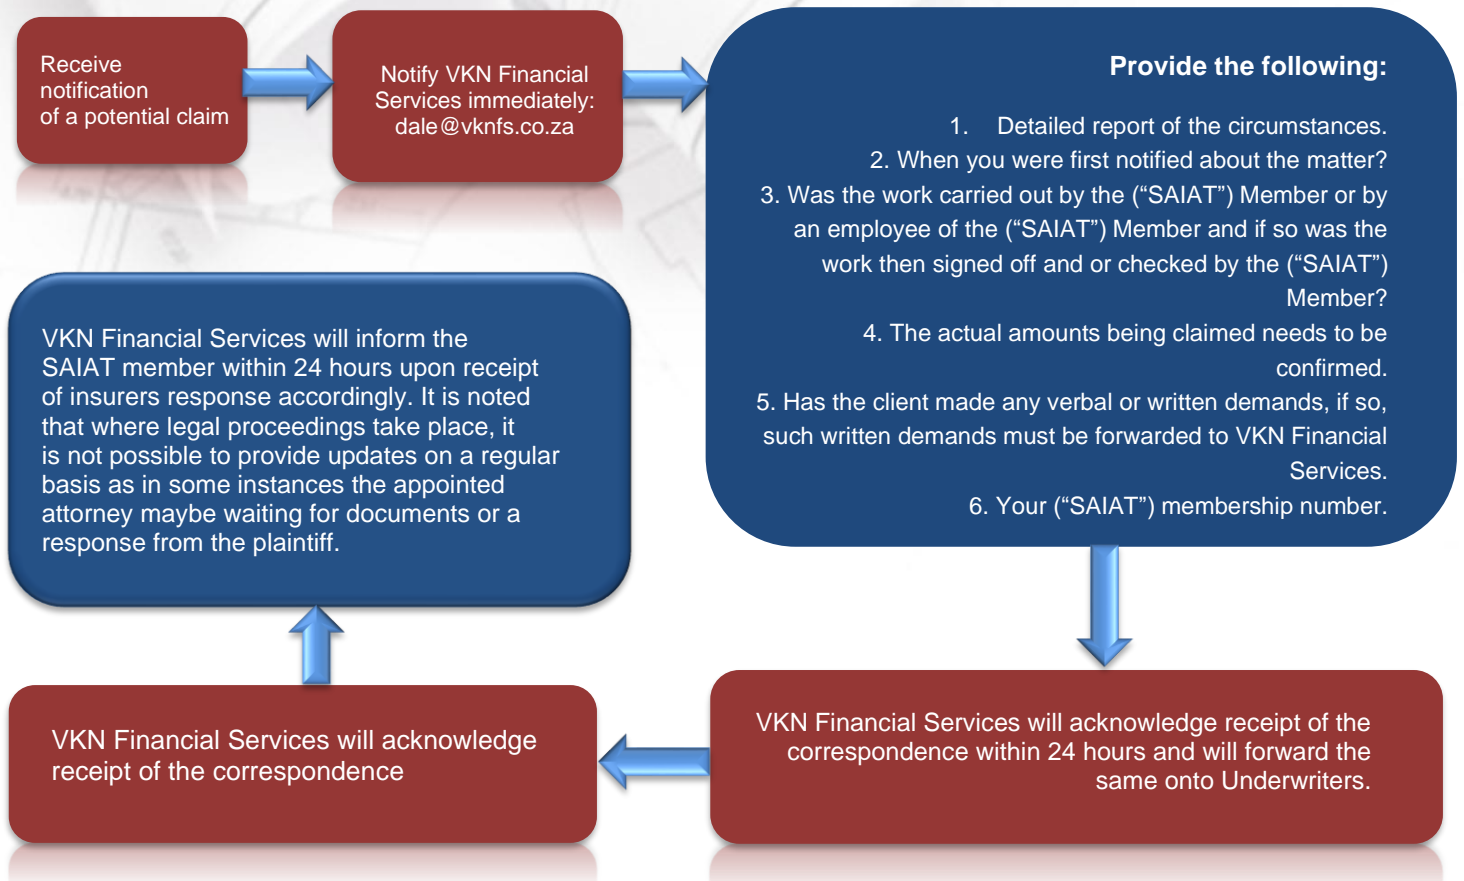 Receive
notification
of a potential claim
Notify VKN Financial
Services immediately:
dale@vknfs.co.za
Provide the following:
1. Detailed report of the circumstances.
2. When you were first notified about the matter?
3. Was the work carried out by the (“SAIAT”) Member or by
an employee of the (“SAIAT”) Member and if so was the
work then signed off and or checked by the (“SAIAT”)
Member?
4. The actual amounts being claimed needs to be
confirmed.
5. Has the client made any verbal or written demands, if so,
such written demands must be forwarded to VKN Financial
Services.
6. Your (“SAIAT”) membership number.
VKN Financial Services will acknowledge receipt of the
correspondence within 24 hours and will forward the
same onto Underwriters.
VKN Financial Services will acknowledge
receipt of the correspondence
VKN Financial Services will inform the
SAIAT member within 24 hours upon receipt
of insurers response accordingly. It is noted
that where legal proceedings take place, it
is not possible to provide updates on a regular
basis as in some instances the appointed
attorney maybe waiting for documents or a
response from the plaintiff.